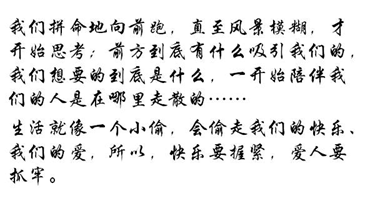 我们拼命地向前跑，直至风景模糊，才
开始思考；前方到底有什么吸引我们的，
我们想要的到底是什么，一开始陪伴我
们的人是在哪里走散的……
生活就像一个小偷，会偷走我们的快乐、
我们的爱，所以，快乐要握紧，爱人要
抓牢。